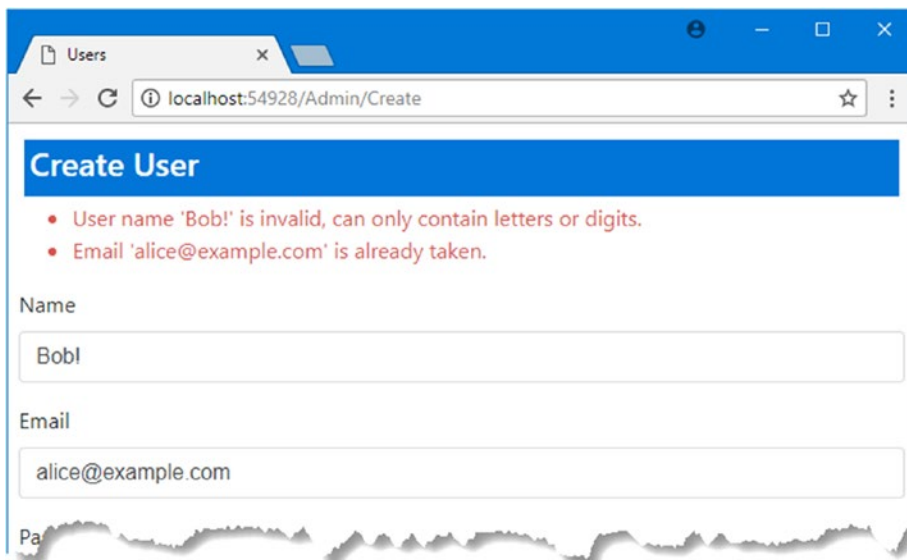 Users
localhost:54928/Admin/Create
Create User
• User name 'Bob!' is invalid, can only contain letters or digits.
• Email 'alice@example.com' is already taken.
Name
Bob!
Email
alice@example.com